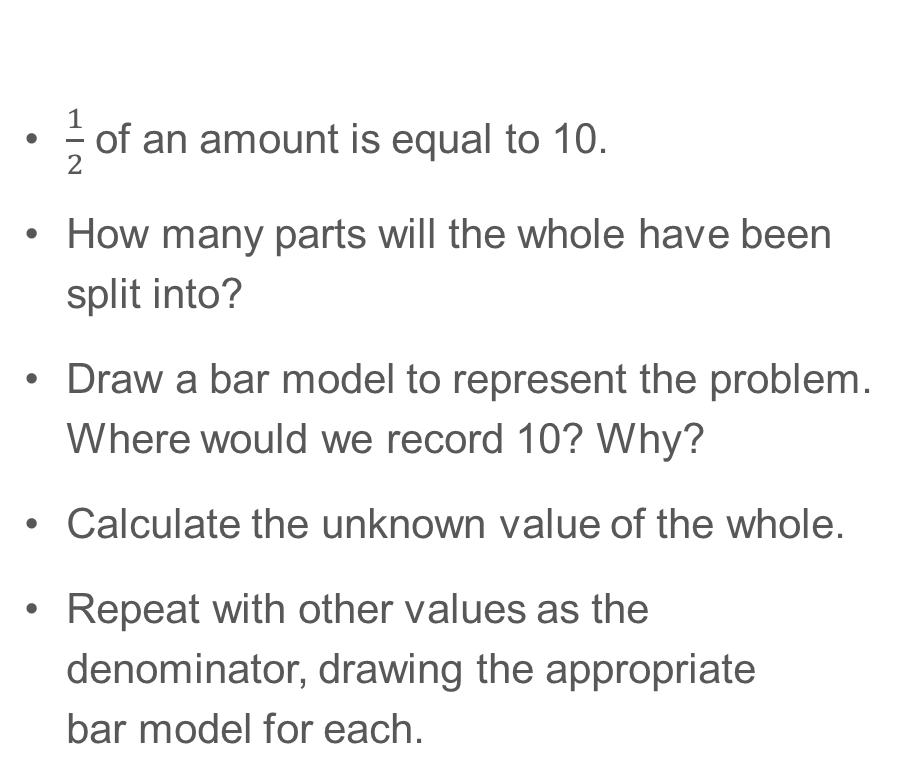 • 1/2 of an amount is equal to 10.
• How many parts will the whole have been
split into?
• Draw a bar model to represent the problem.
Where would we record 10? Why?
• Calculate the unknown value of the whole.
• Repeat with other values as the
denominator, drawing the appropriate
bar model for each.